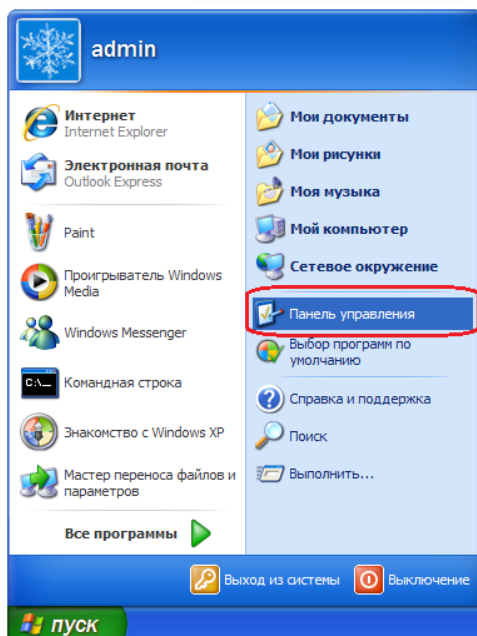 admin
Интернет
Internet Explorer
Электронная почта
Outlook Express
Paint
Проигрыватель Windows
Media
Windows Messenger
C:\_
Командная строка
Знакомство с Windows XP
Мастер переноса файлов и
параметров
Все программы
Мои документы
Мои рисунки
Моя музыка
Мой компьютер
Сетевое окружение
Панель управления
Выбор программ по
умолчанию
Справка и поддержка
Поиск
Выполнить...
Выход из системы
Выключение
пуск